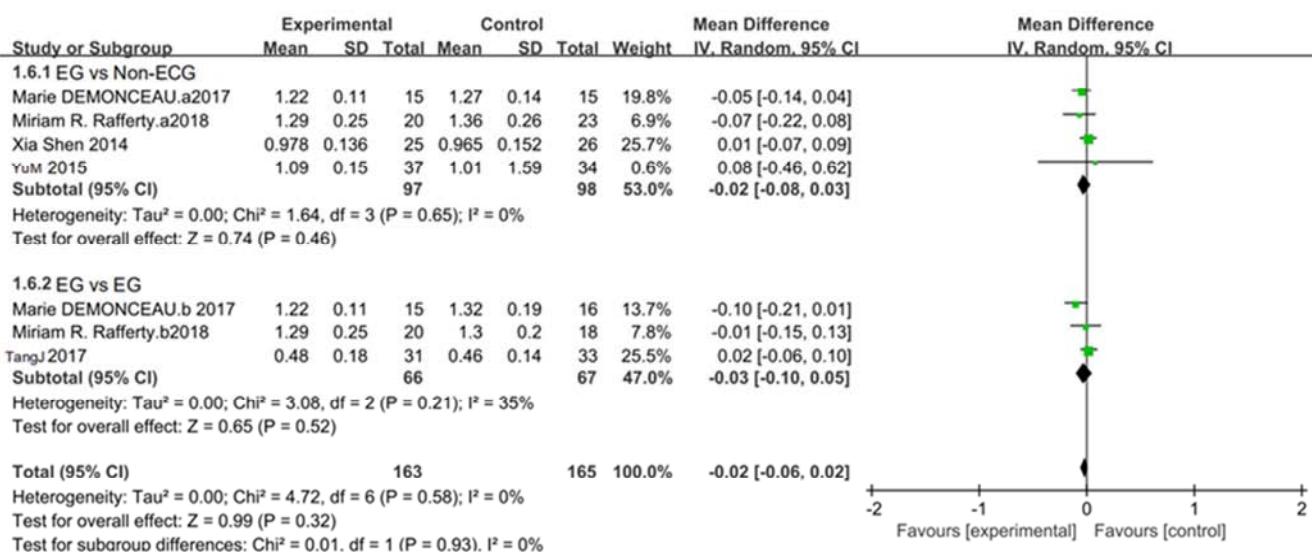 Experimental Control Mean Difference Mean Difference
Study or Subgroup Mean SD Total Mean SD Total Weight IV, Random, 95% CI IV, Random, 95% CI
1.6.1 EG vs Non-ECG
Marie DEMONCEAU.a2017 1.22 0.11 15 1.27 0.14 15 19.8% -0.05 [-0.14, 0.04]
Miriam R. Rafferty.a2018 1.29 0.25 20 1.36 0.26 23 6.9% -0.07 [-0.22, 0.08]
Xia Shen 2014 0.978 0.136 25 0.965 0.152 26 25.7% 0.01 [-0.07, 0.09]
YuM 2015 1.09 0.15 37 1.01 1.59 34 0.6% 0.08 [-0.46, 0.62]
Subtotal (95% CI) 97 98 53.0% -0.02 [-0.08, 0.03]
Heterogeneity: Tau² = 0.00; Chi² = 1.64, df = 3 (P = 0.65); I² = 0%
Test for overall effect: Z = 0.74 (P = 0.46)
1.6.2 EG vs EG
Marie DEMONCEAU.b 2017 1.22 0.11 15 1.32 0.19 16 13.7% -0.10 [-0.21, 0.01]
Miriam R. Rafferty.b2018 1.29 0.25 20 1.3 0.2 18 7.8% -0.01 [-0.15, 0.13]
TangJ 2017 0.48 0.18 31 0.46 0.14 33 25.5% 0.02 [-0.06, 0.10]
Subtotal (95% CI) 66 67 47.0% -0.03 [-0.10, 0.05]
Heterogeneity: Tau² = 0.00; Chi² = 3.08, df = 2 (P = 0.21); I² = 35%
Test for overall effect: Z = 0.65 (P = 0.52)
Total (95% CI) 163 165 100.0% -0.02 [-0.06, 0.02]
Heterogeneity: Tau² = 0.00; Chi² = 4.72, df = 6 (P = 0.58); I² = 0%
Test for overall effect: Z = 0.99 (P = 0.32)
Test for subgroup differences: Chi² = 0.01, df = 1 (P = 0.93), I² = 0%
-2 -1 0 1 2
Favours [experimental] Favours [control]